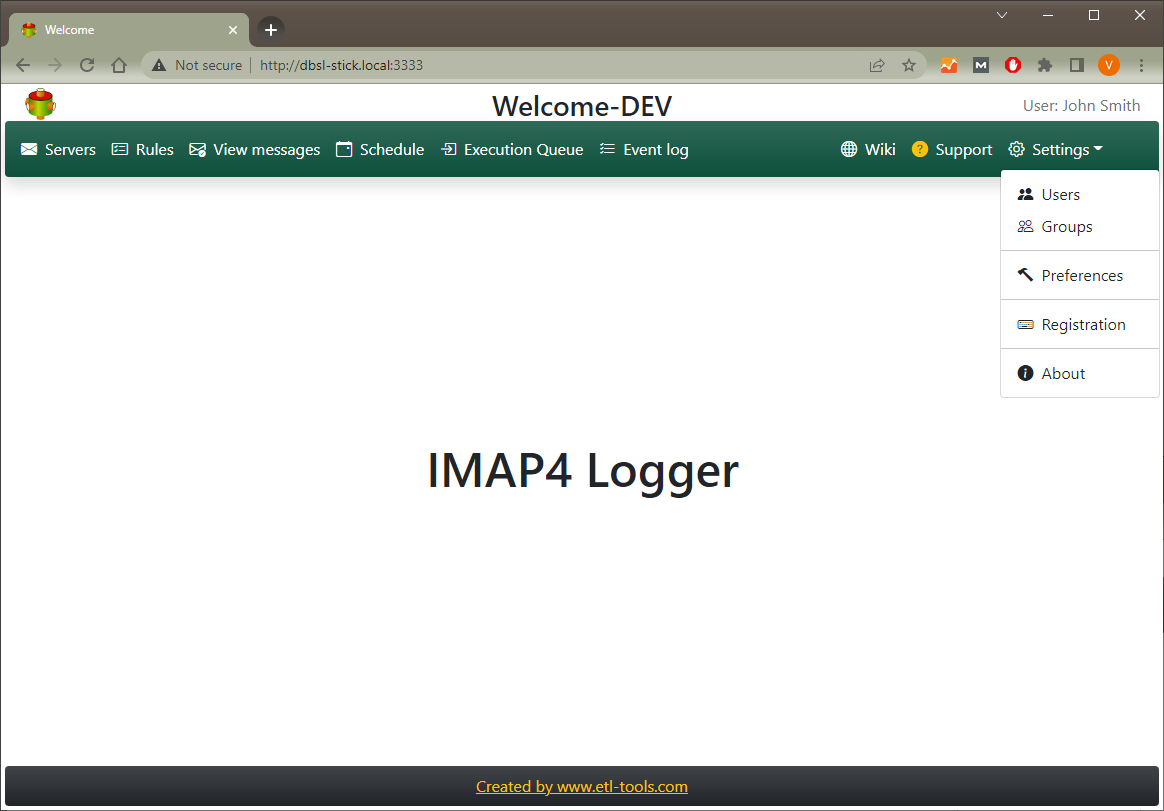 Welcome
Not secure http://dbsl-stick.local:3333
M V
Welcome-DEV User: John Smith
Servers Rules View messages Schedule Execution Queue Event log Wiki ? Support Settings
Users
Groups
Preferences
Registration
About
IMAP4 Logger
Created by www.etl-tools.com